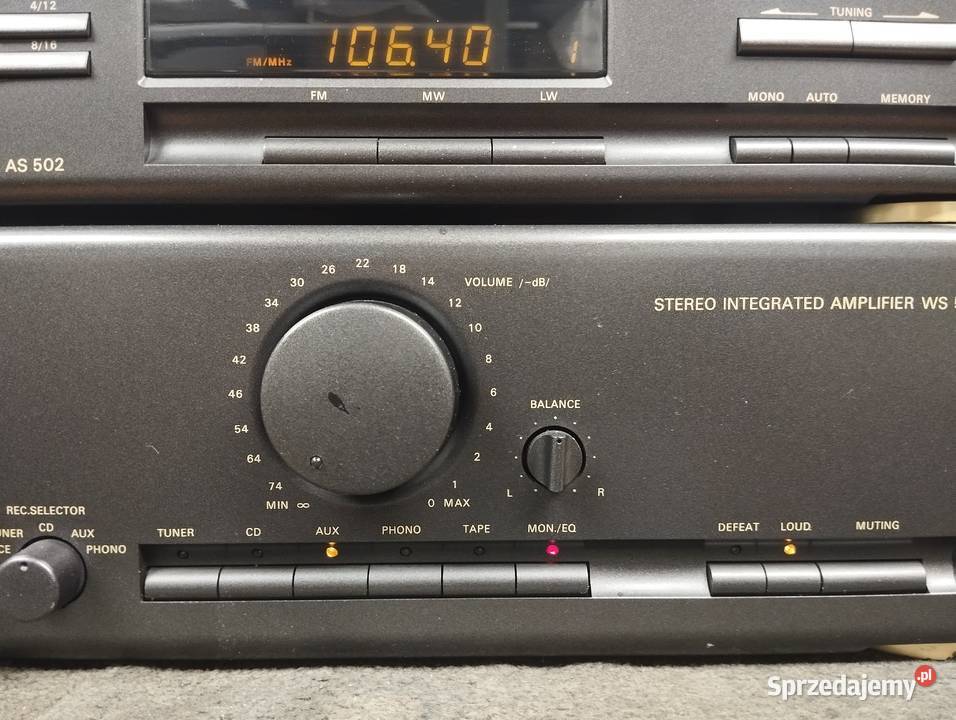 4/12
8/16
FM/MHz 106.40 1
TUNING
FM MW LW
MONO AUTO MEMORY
AS 502
VOLUME /-dB/
22
26 18
30 14
34 12
38 10
42 8
46 6
54 4
64 2
74 1
MIN ∞ 0 MAX
STEREO INTEGRATED AMPLIFIER WS
BALANCE
L R
REC.SELECTOR
CD
AUX
PHONO
TUNER CD AUX PHONO TAPE MON./EQ
DEFEAT LOUD. MUTING
Sprzedajemy.pl